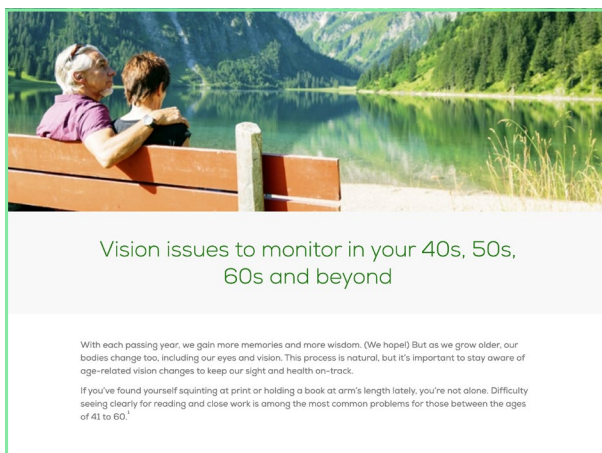 Vision issues to monitor in your 40s, 50s,
60s and beyond
With each passing year, we gain more memories and more wisdom. (We hope!) But as we grow older, our
bodies change too, including our eyes and vision. This process is natural, but it's important to stay aware of
age-related vision changes to keep our sight and health on-track.
If you've found yourself squinting at print or holding a book at arm's length lately, you're not alone. Difficulty
seeing clearly for reading and close work is among the most common problems for those between the ages
of 41 to 60.¹